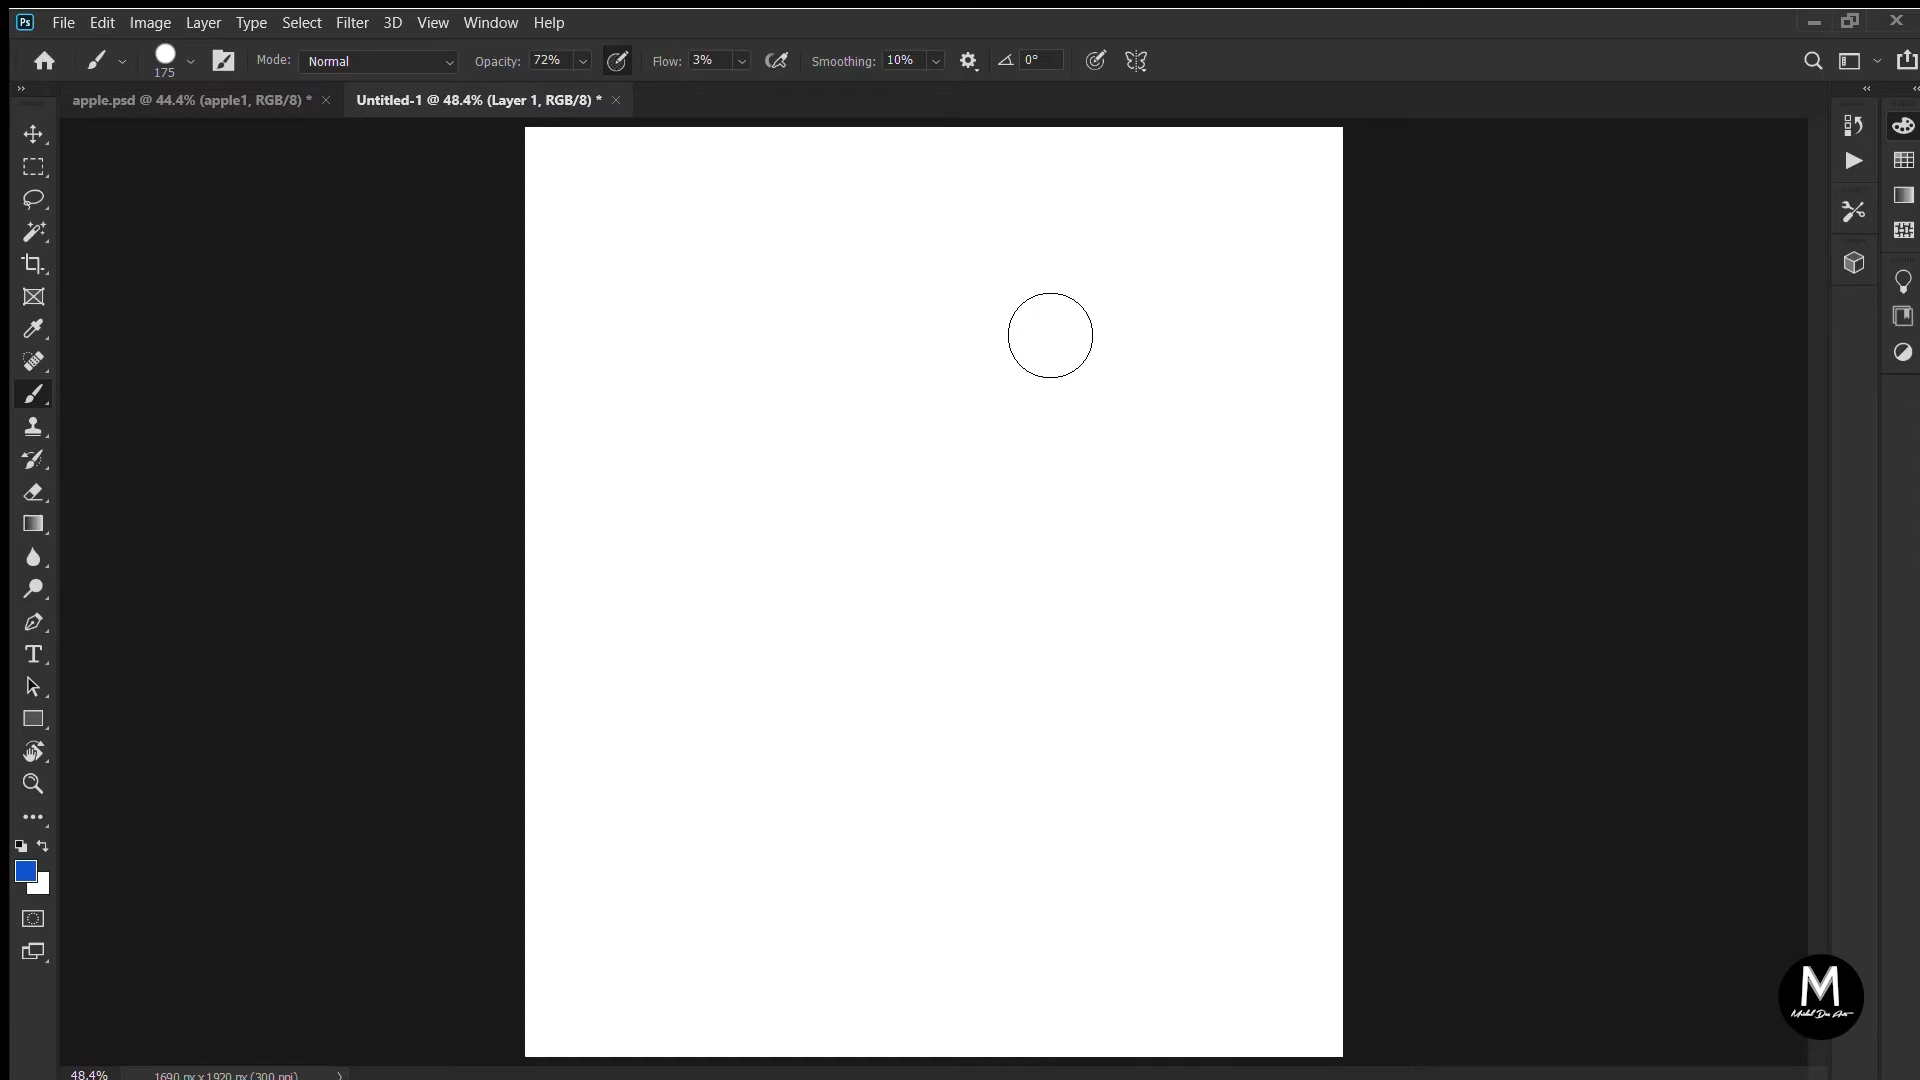 Ps File Edit Image Layer Type Select Filter 3D View Window Help
175 Mode: Normal Opacity: 72% Flow: 3% Smoothing: 10% 0°
apple.psd @ 44.4% (apple1, RGB/8) * × Untitled-1 @ 48.4% (Layer 1, RGB/8) * ×
M
48.4% 1690 px x 1920 px (300 ppi)